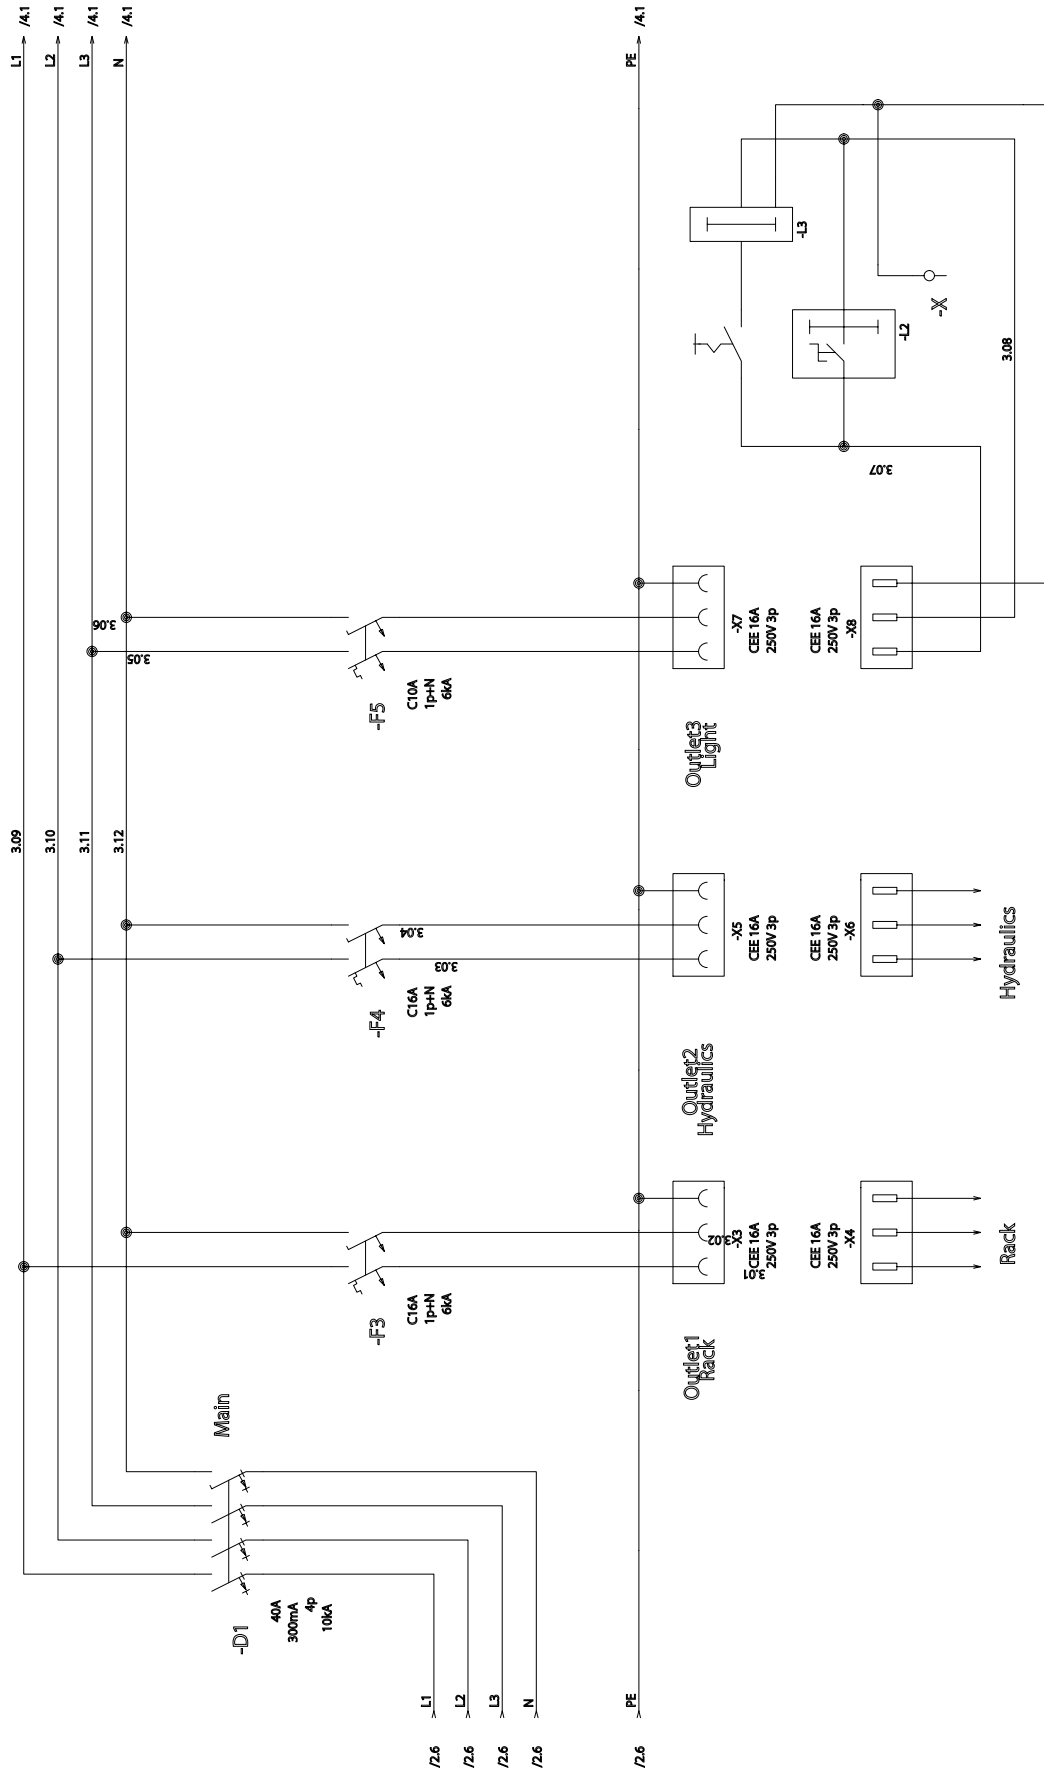 L1 /4.1
L2 /4.1
L3 /4.1
N /4.1
PE /4.1
3.09
3.10
3.11
3.12
Main
-D1
40A
300mA
4p
10kA
/2.6 L1
/2.6 L2
/2.6 L3
/2.6 N
/2.6 PE
-F3
C16A
1p+N
6kA
-F4
C16A
1p+N
6kA
3.03
3.04
-F5
C10A
1p+N
6kA
3.05
3.06
Outlet1
Rack
-X3
CEE 16A
250V 3p
3.01
3.02
CEE 16A
250V 3p
-X4
Rack
Outlet2
Hydraulics
-X5
CEE 16A
250V 3p
CEE 16A
250V 3p
-X6
Hydraulics
Outlet3
Light
-X7
CEE 16A
250V 3p
CEE 16A
250V 3p
-X8
3.07
3.08
-L3
-L2
-X